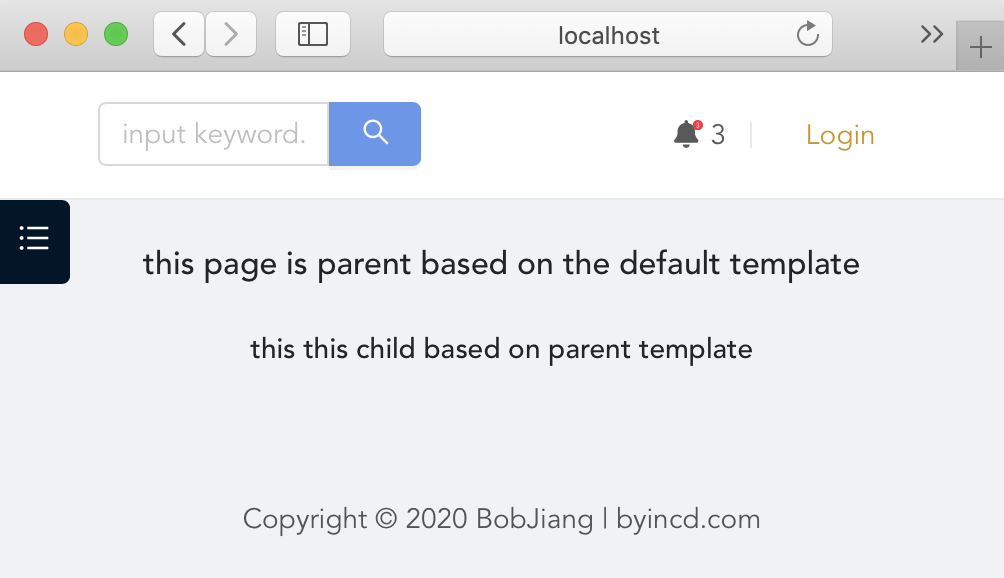 localhost
input keyword.
3
Login
this page is parent based on the default template
this this child based on parent template
Copyright © 2020 BobJiang | byincd.com